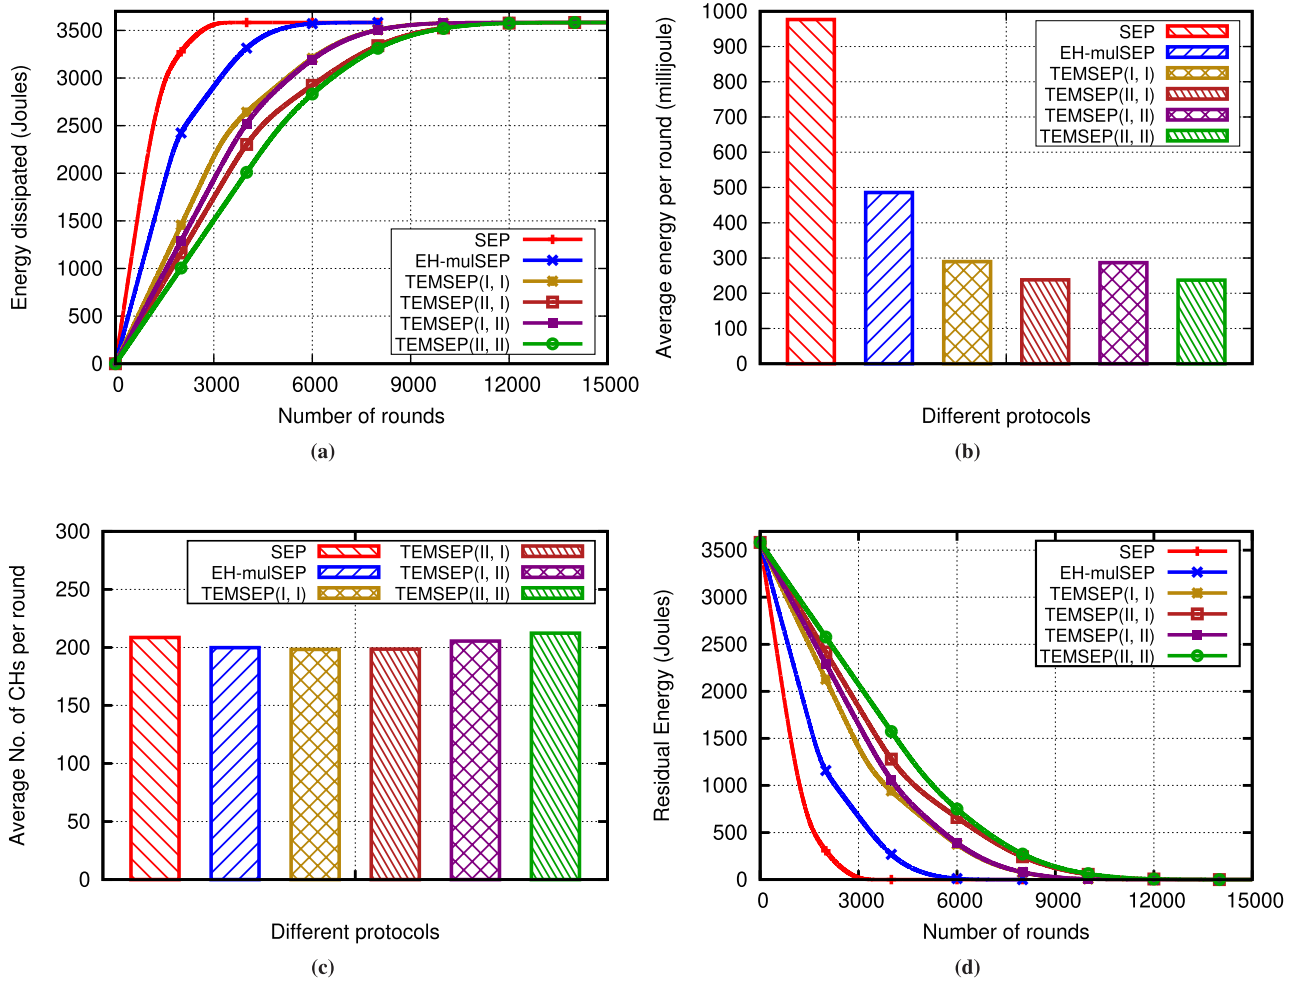 Energy dissipated (Joules)
3500
3000
2500
2000
1500
1000
500
0
SEP
EH-mulSEP
TEMSEP(I, I)
TEMSEP(II, I)
TEMSEP(I, II)
TEMSEP(II, II)
0 3000 6000 9000 12000 15000
Number of rounds
(a)
Average energy per round (millijoule)
1000
900
800
700
600
500
400
300
200
100
0
SEP
EH-mulSEP
TEMSEP(I, I)
TEMSEP(II, I)
TEMSEP(I, II)
TEMSEP(II, II)
Different protocols
(b)
Average No. of CHs per round
300
250
200
150
100
50
0
SEP TEMSEP(II, I)
EH-mulSEP TEMSEP(I, II)
TEMSEP(I, I) TEMSEP(II, II)
Different protocols
(c)
Residual Energy (Joules)
3500
3000
2500
2000
1500
1000
500
0
SEP
EH-mulSEP
TEMSEP(I, I)
TEMSEP(II, I)
TEMSEP(I, II)
TEMSEP(II, II)
0 3000 6000 9000 12000 15000
Number of rounds
(d)